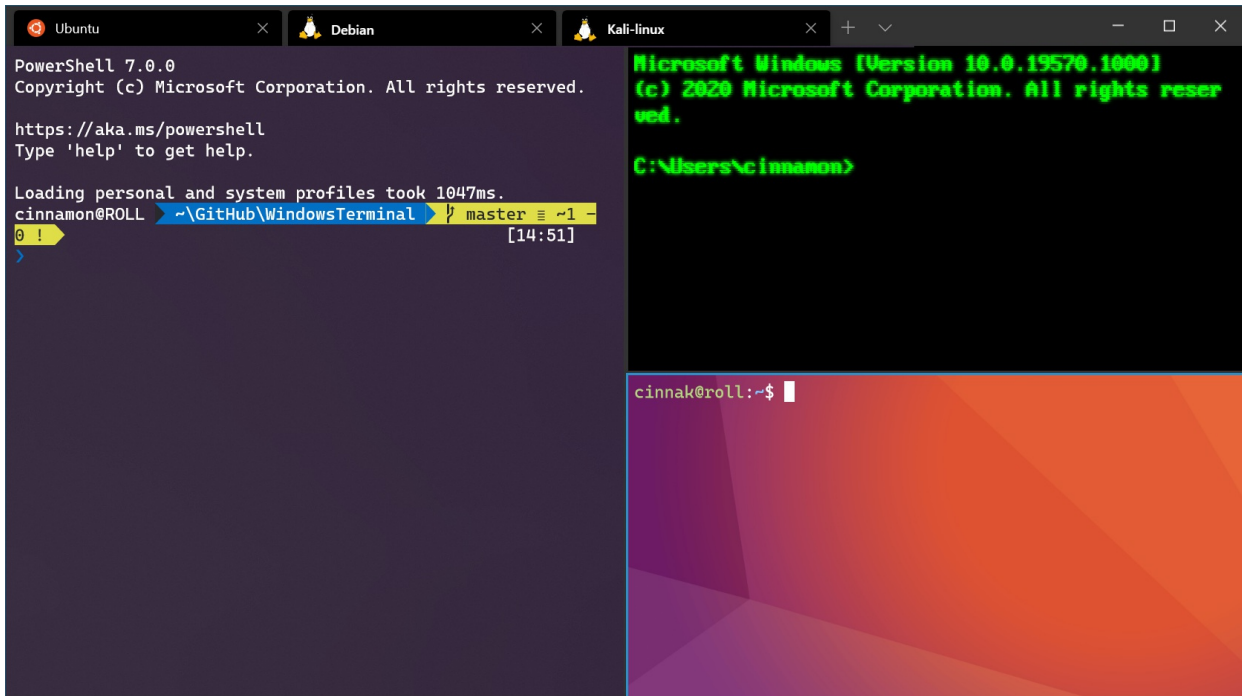 Ubuntu
Debian
Kali-linux
PowerShell 7.0.0
Copyright (c) Microsoft Corporation. All rights reserved.
https://aka.ms/powershell
Type 'help' to get help.
Loading personal and system profiles took 1047ms.
cinnamon@ROLL ~\GitHub\WindowsTerminal master ≡ ~1 -
0 ! [14:51]
❯
Microsoft Windows [Version 10.0.19570.1000]
(c) 2020 Microsoft Corporation. All rights reser
ved.
C:\Users\cinnamon>
cinnak@roll:~$